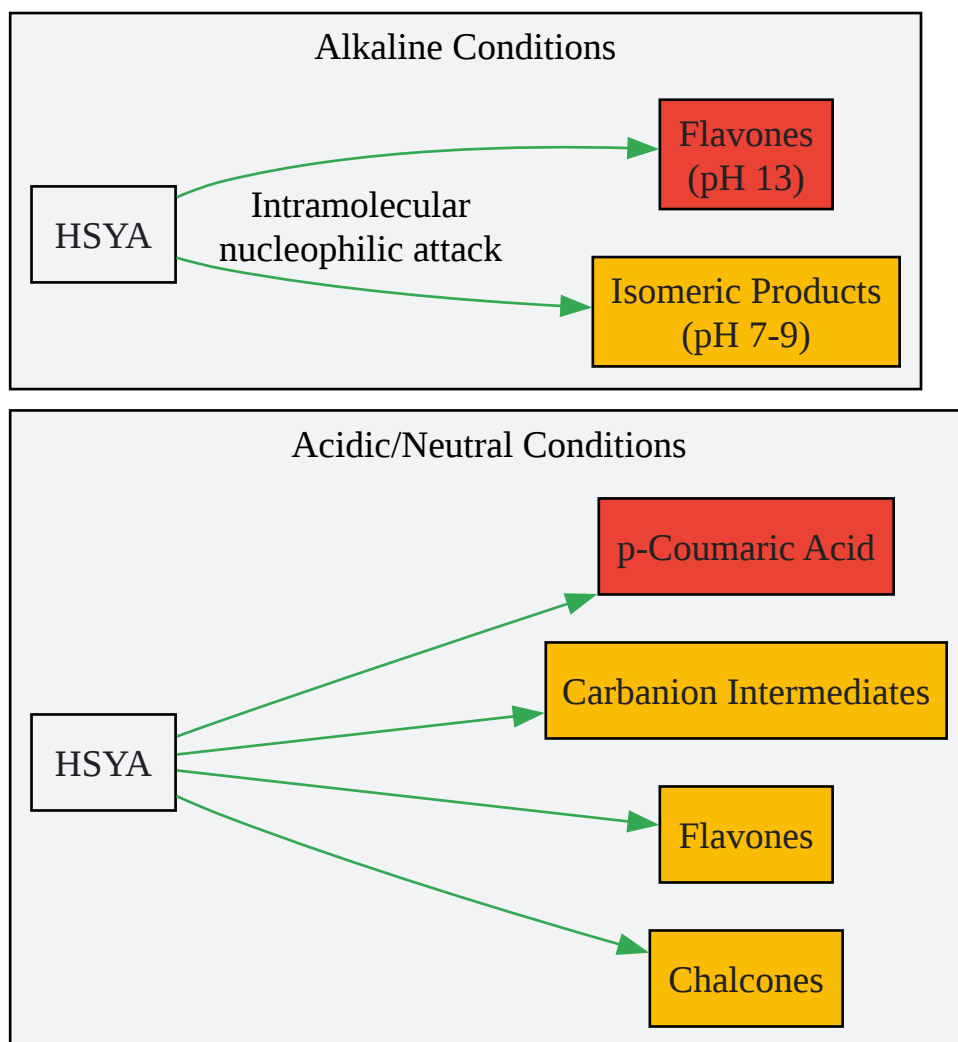 Alkaline Conditions
HSYA
Intramolecular
nucleophilic attack
Flavones
(pH 13)
Isomeric Products
(pH 7-9)
Acidic/Neutral Conditions
HSYA
p-Coumaric Acid
Carbanion Intermediates
Flavones
Chalcones